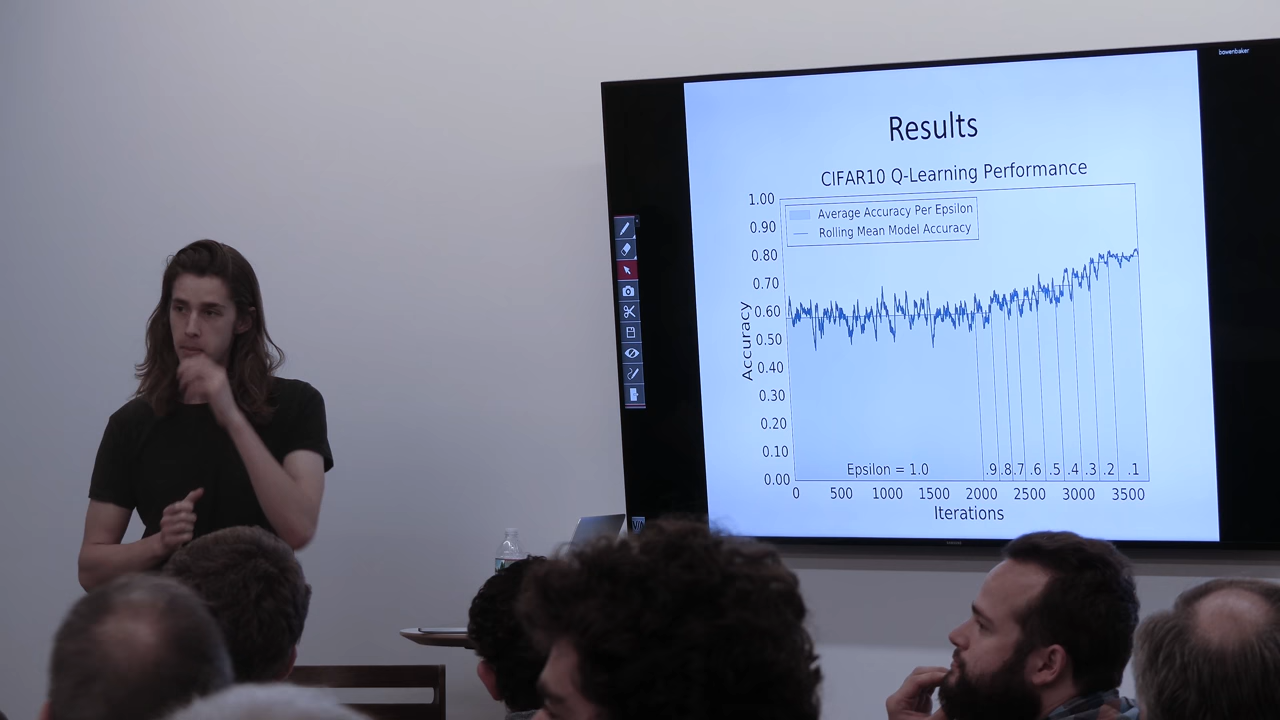 bowenbaker
Results
CIFAR10 Q-Learning Performance
1.00
0.90
0.80
0.70
0.60
0.50
0.40
0.30
0.20
0.10
0.00
Accuracy
Average Accuracy Per Epsilon
Rolling Mean Model Accuracy
Epsilon = 1.0
.9 .8 .7 .6 .5 .4 .3 .2 .1
0 500 1000 1500 2000 2500 3000 3500
Iterations